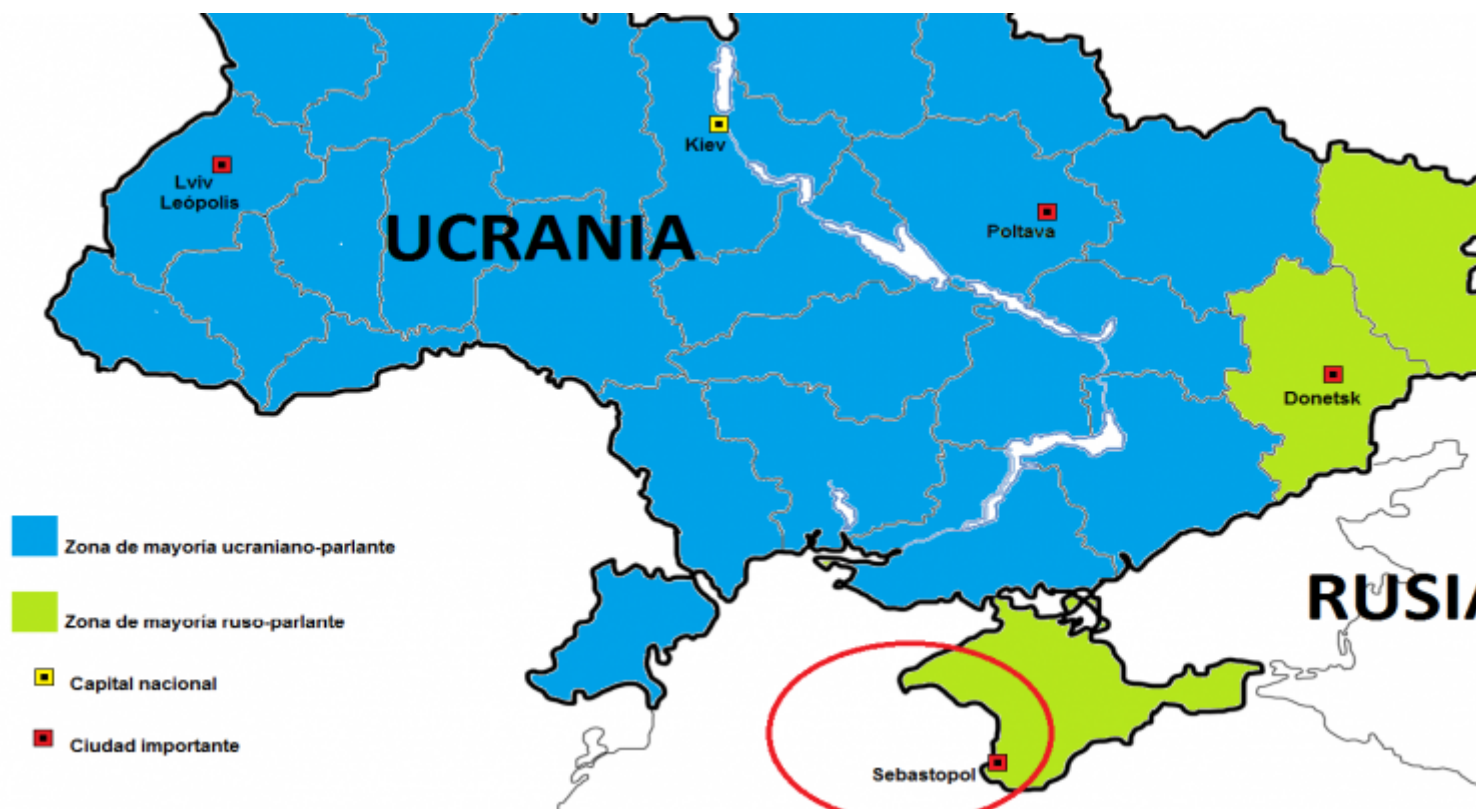 Kiev
Lviv
Leópolis
UCRANIA
Poltava
Donetsk
Zona de mayoría ucraniano-parlante
RUSIA
Zona de mayoría ruso-parlante
Capital nacional
Ciudad importante
Sebastopol